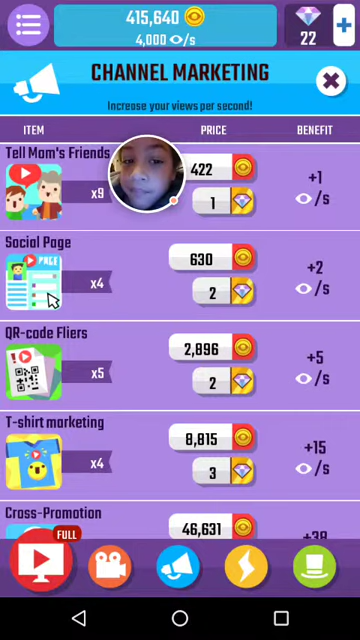 415,640
4,000 /s
22
CHANNEL MARKETING
Increase your views per second!
ITEM PRICE BENEFIT
Tell Mom's Friends
x9
422
1
+1
/s
Social Page
PAGE
x4
630
2
+2
/s
QR-code Fliers
x5
2,896
2
+5
/s
T-shirt marketing
x4
8,815
3
+15
/s
Cross-Promotion
46,631
+38
FULL